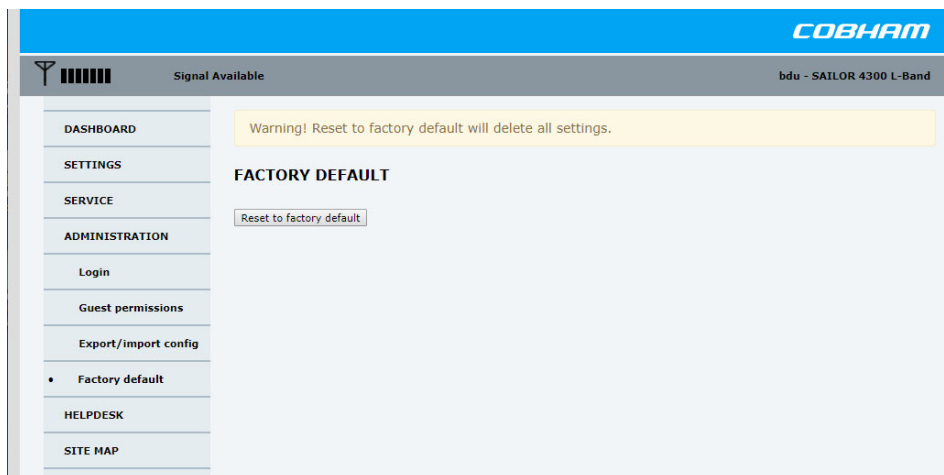 COBHAM
Signal Available
bdu - SAILOR 4300 L-Band
DASHBOARD
SETTINGS
SERVICE
ADMINISTRATION
Login
Guest permissions
Export/import config
• Factory default
HELPDESK
SITE MAP
Warning! Reset to factory default will delete all settings.
FACTORY DEFAULT
Reset to factory default